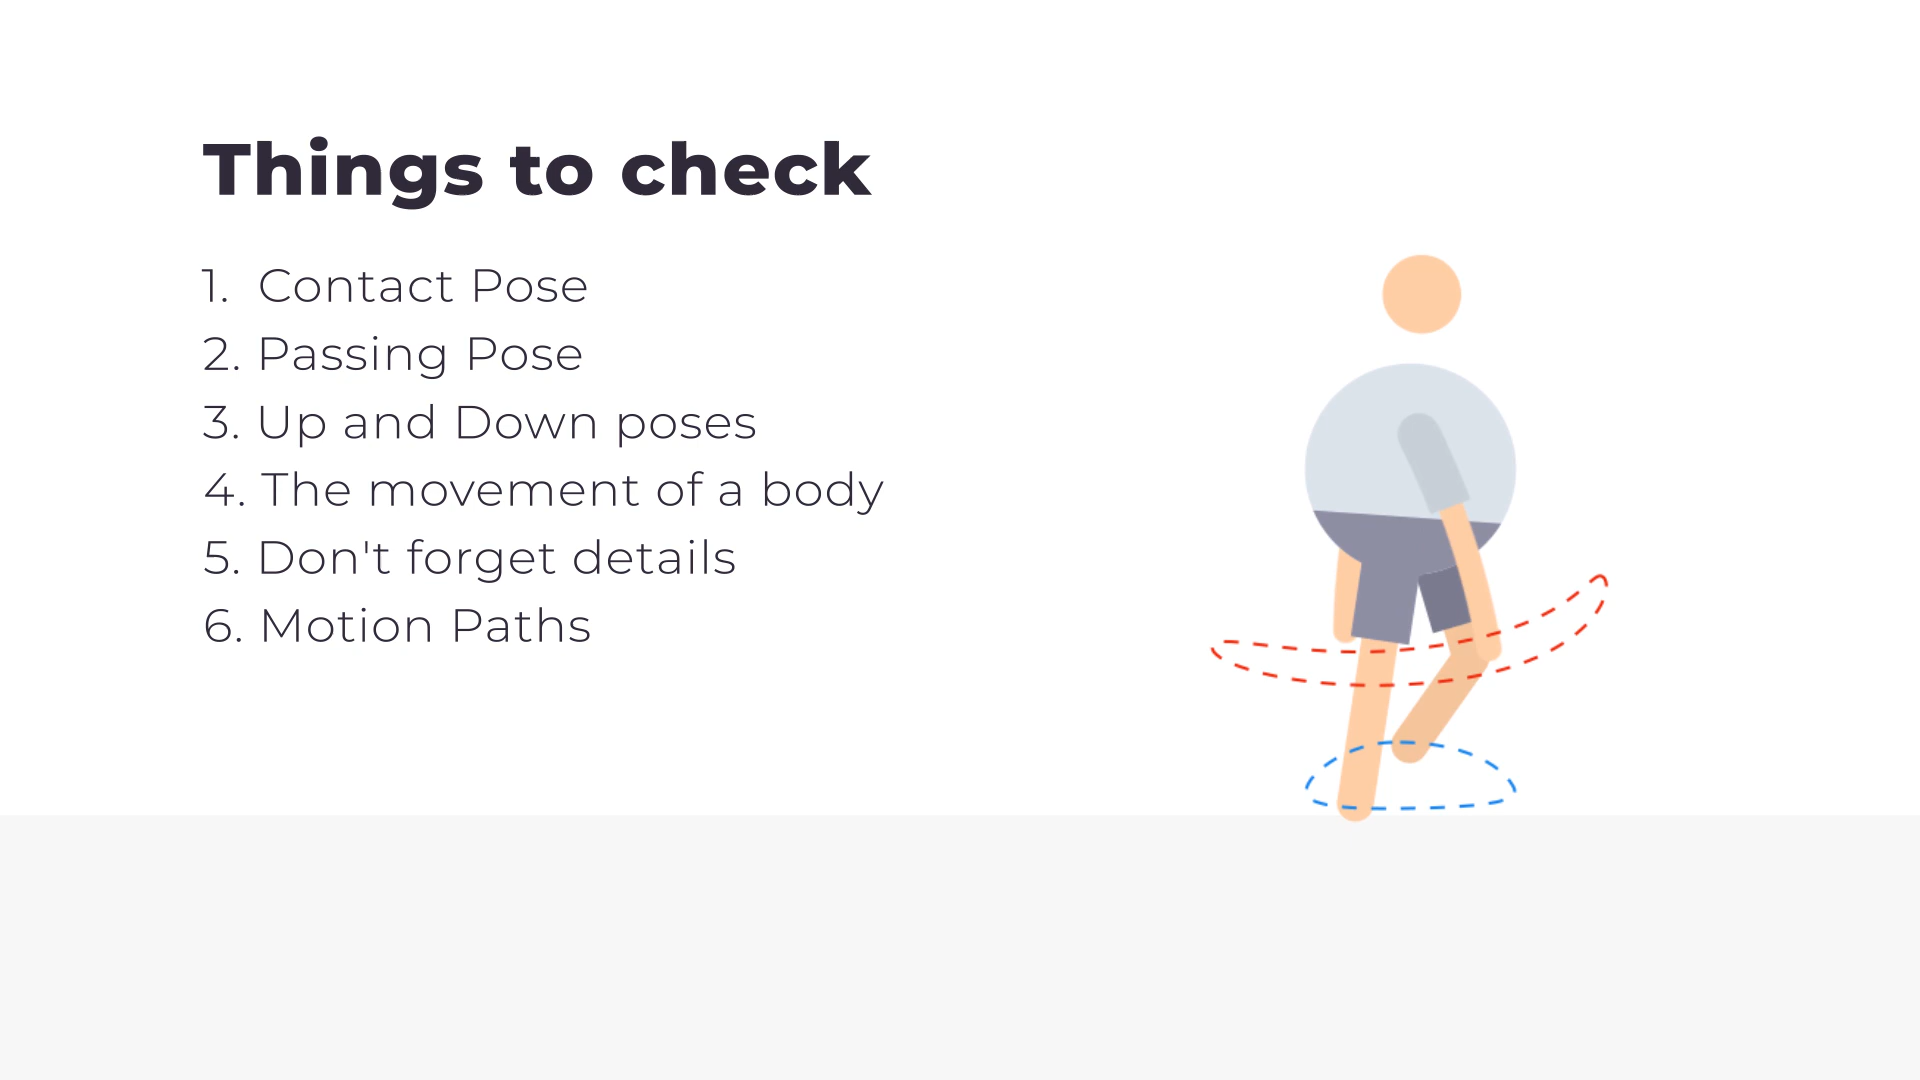 Things to check
1. Contact Pose
2. Passing Pose
3. Up and Down poses
4. The movement of a body
5. Don't forget details
6. Motion Paths